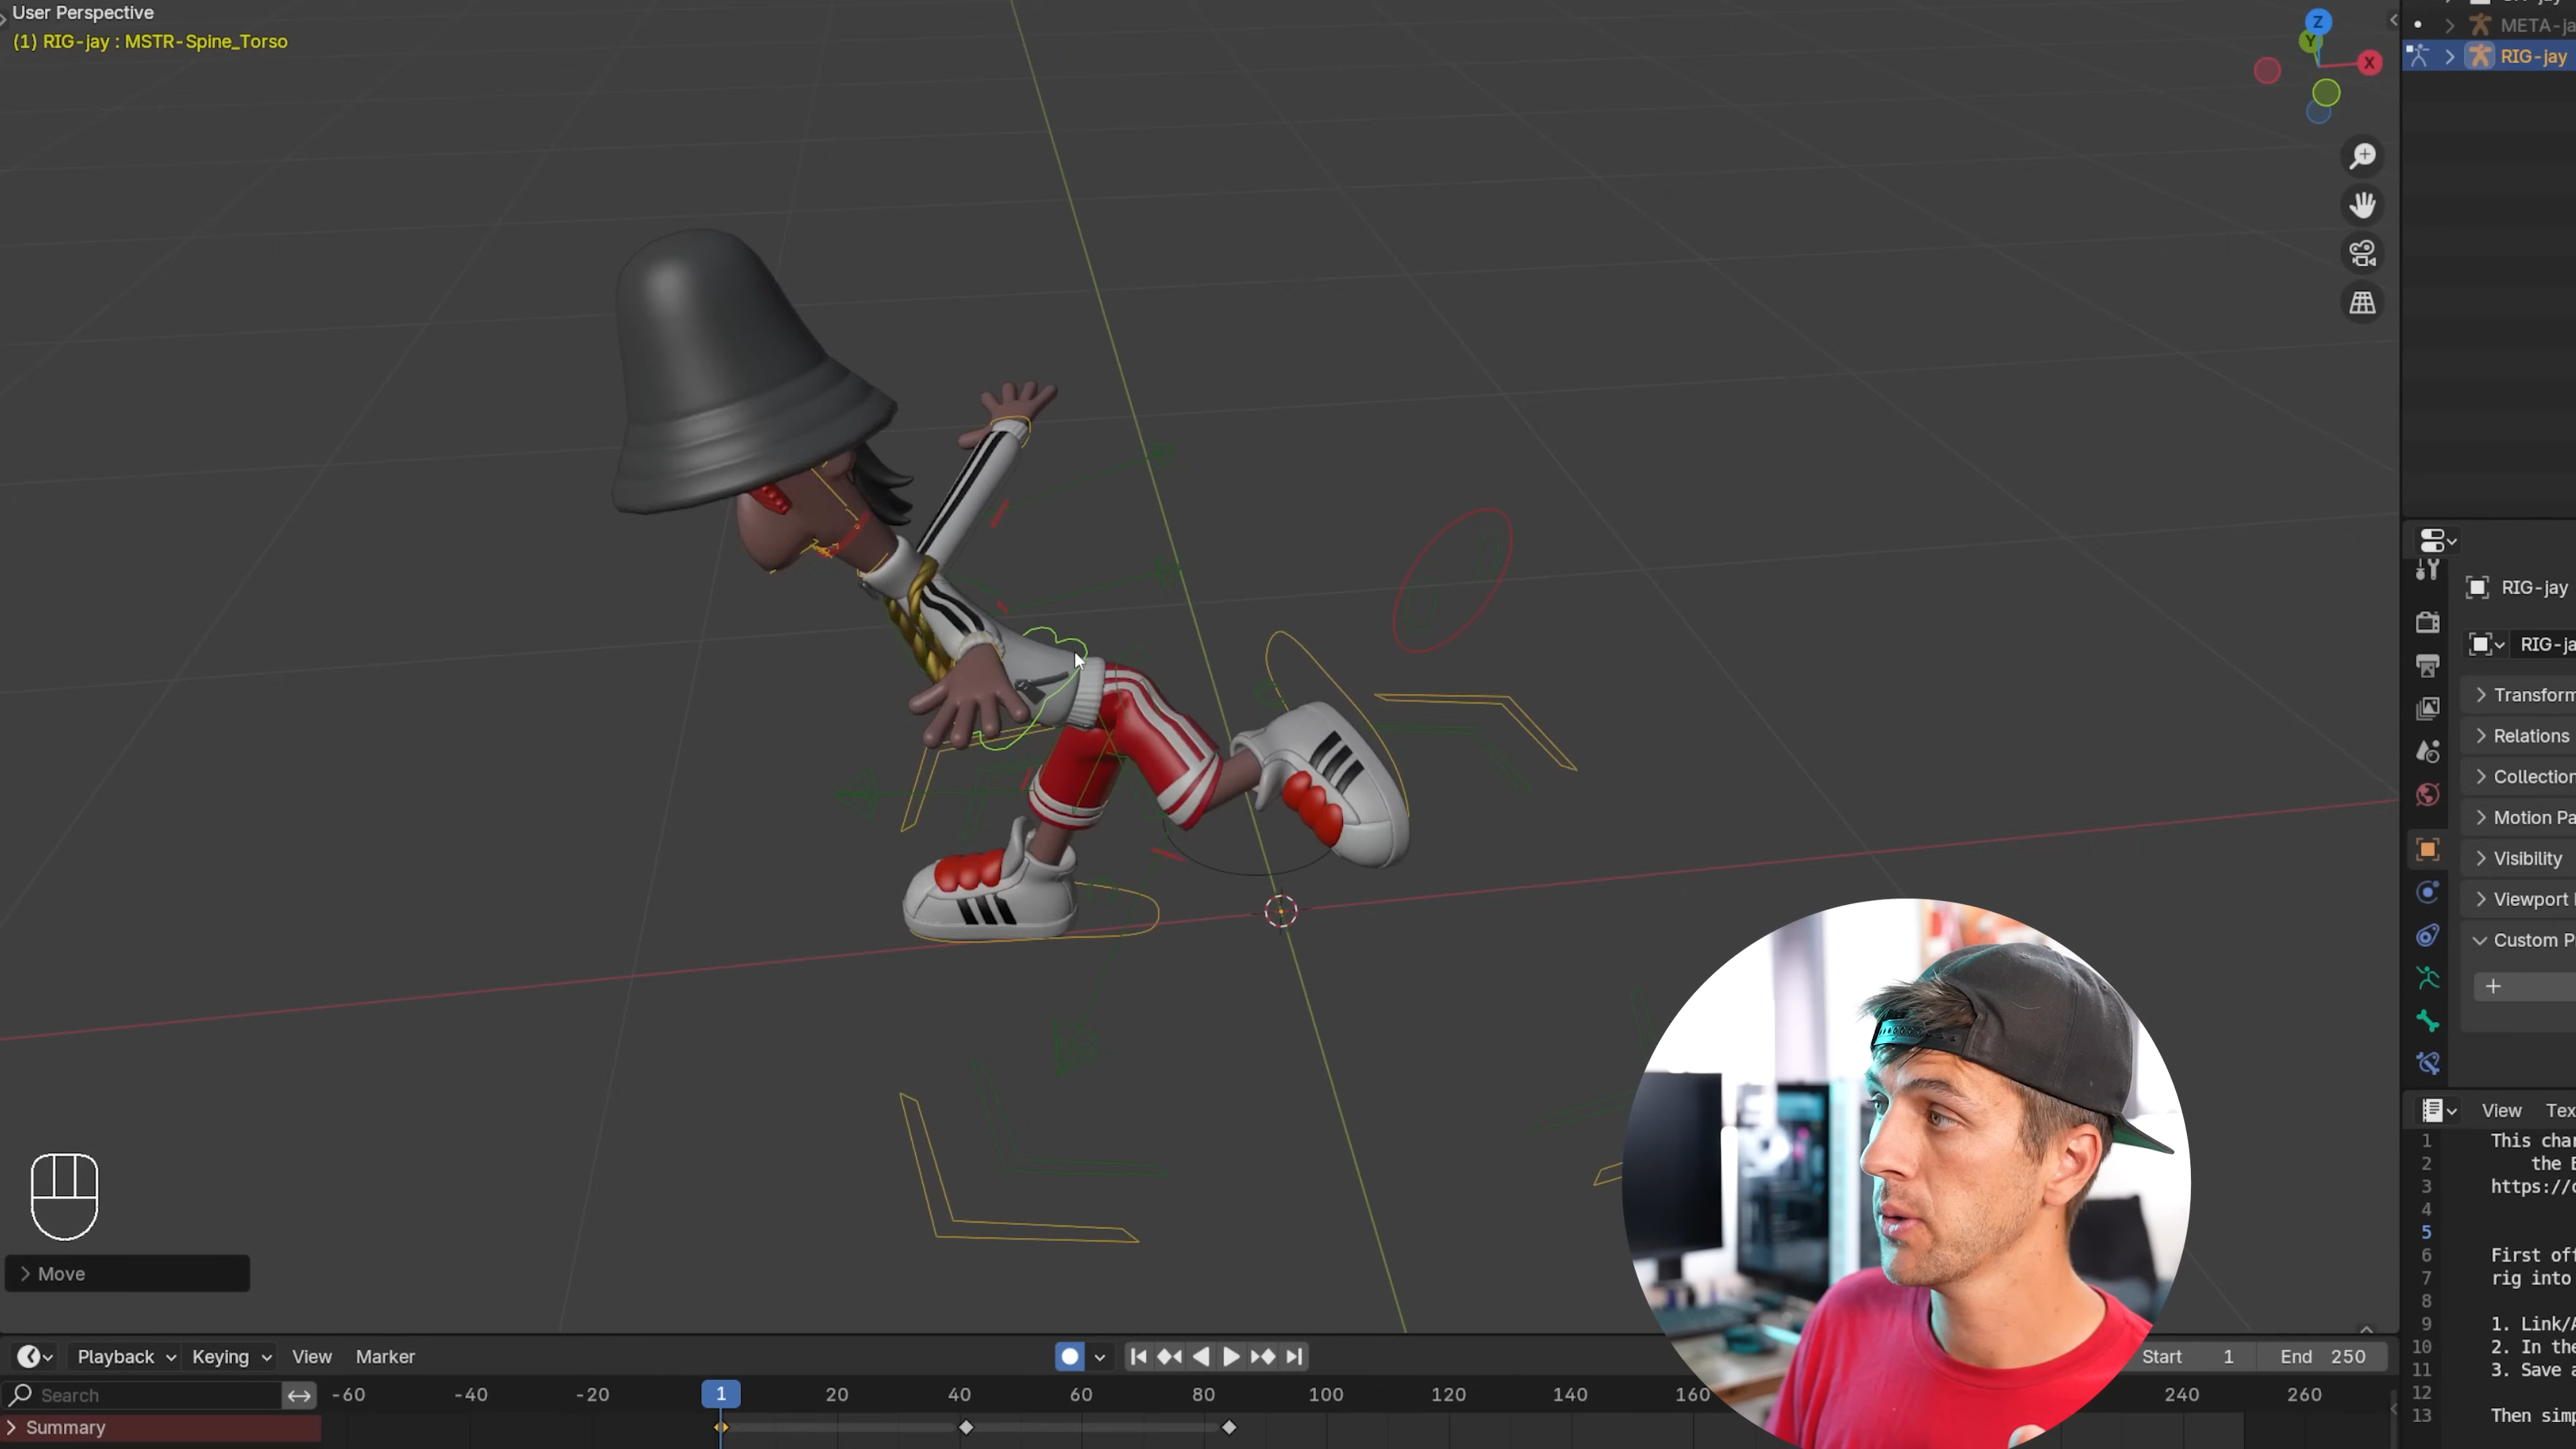 User Perspective
(1) RIG-jay : MSTR-Spine_Torso
Z
Y
X
META-ja
RIG-jay
RIG-jay
RIG-ja
Transform
Relations
Collection
Motion Pa
Visibility
Viewport
Custom P
View Tex
1 This char
2 the
3 https://
4
5
6 First off
7 rig into
8
9 1. Link/A
10 2. In the
11 3. Save a
12
13 Then simp
Move
Playback Keying View Marker
Start 1 End 250
Search -60 -40 -20 1 20 40 60 80 100 120 140 160 240 260
Summary